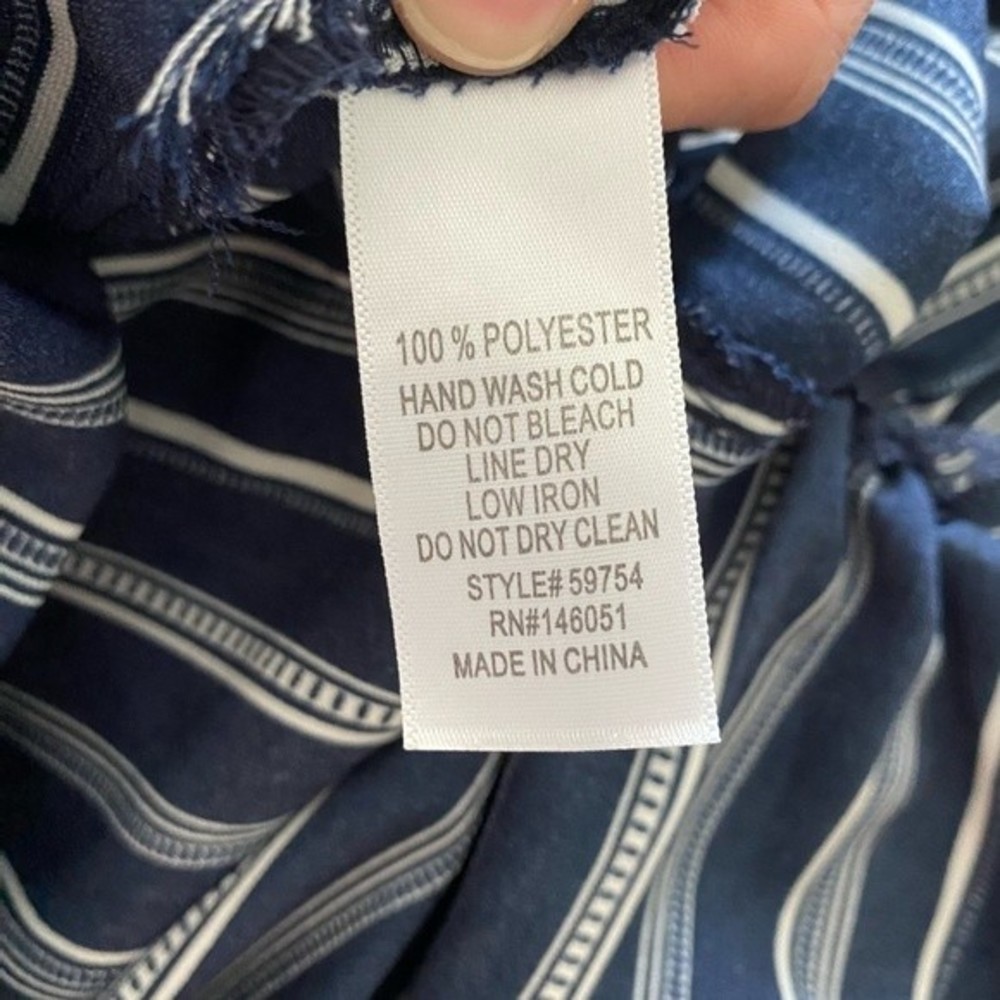 100 % POLYESTER
HAND WASH COLD
DO NOT BLEACH
LINE DRY
LOW IRON
DO NOT DRY CLEAN
STYLE# 59754
RN#146051
MADE IN CHINA